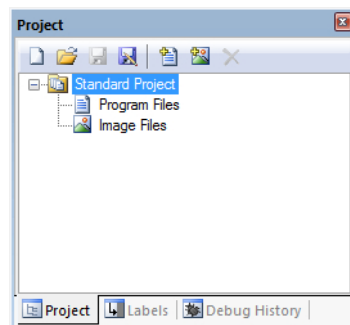 Project
Standard Project
Program Files
Image Files
Project Labels Debug History